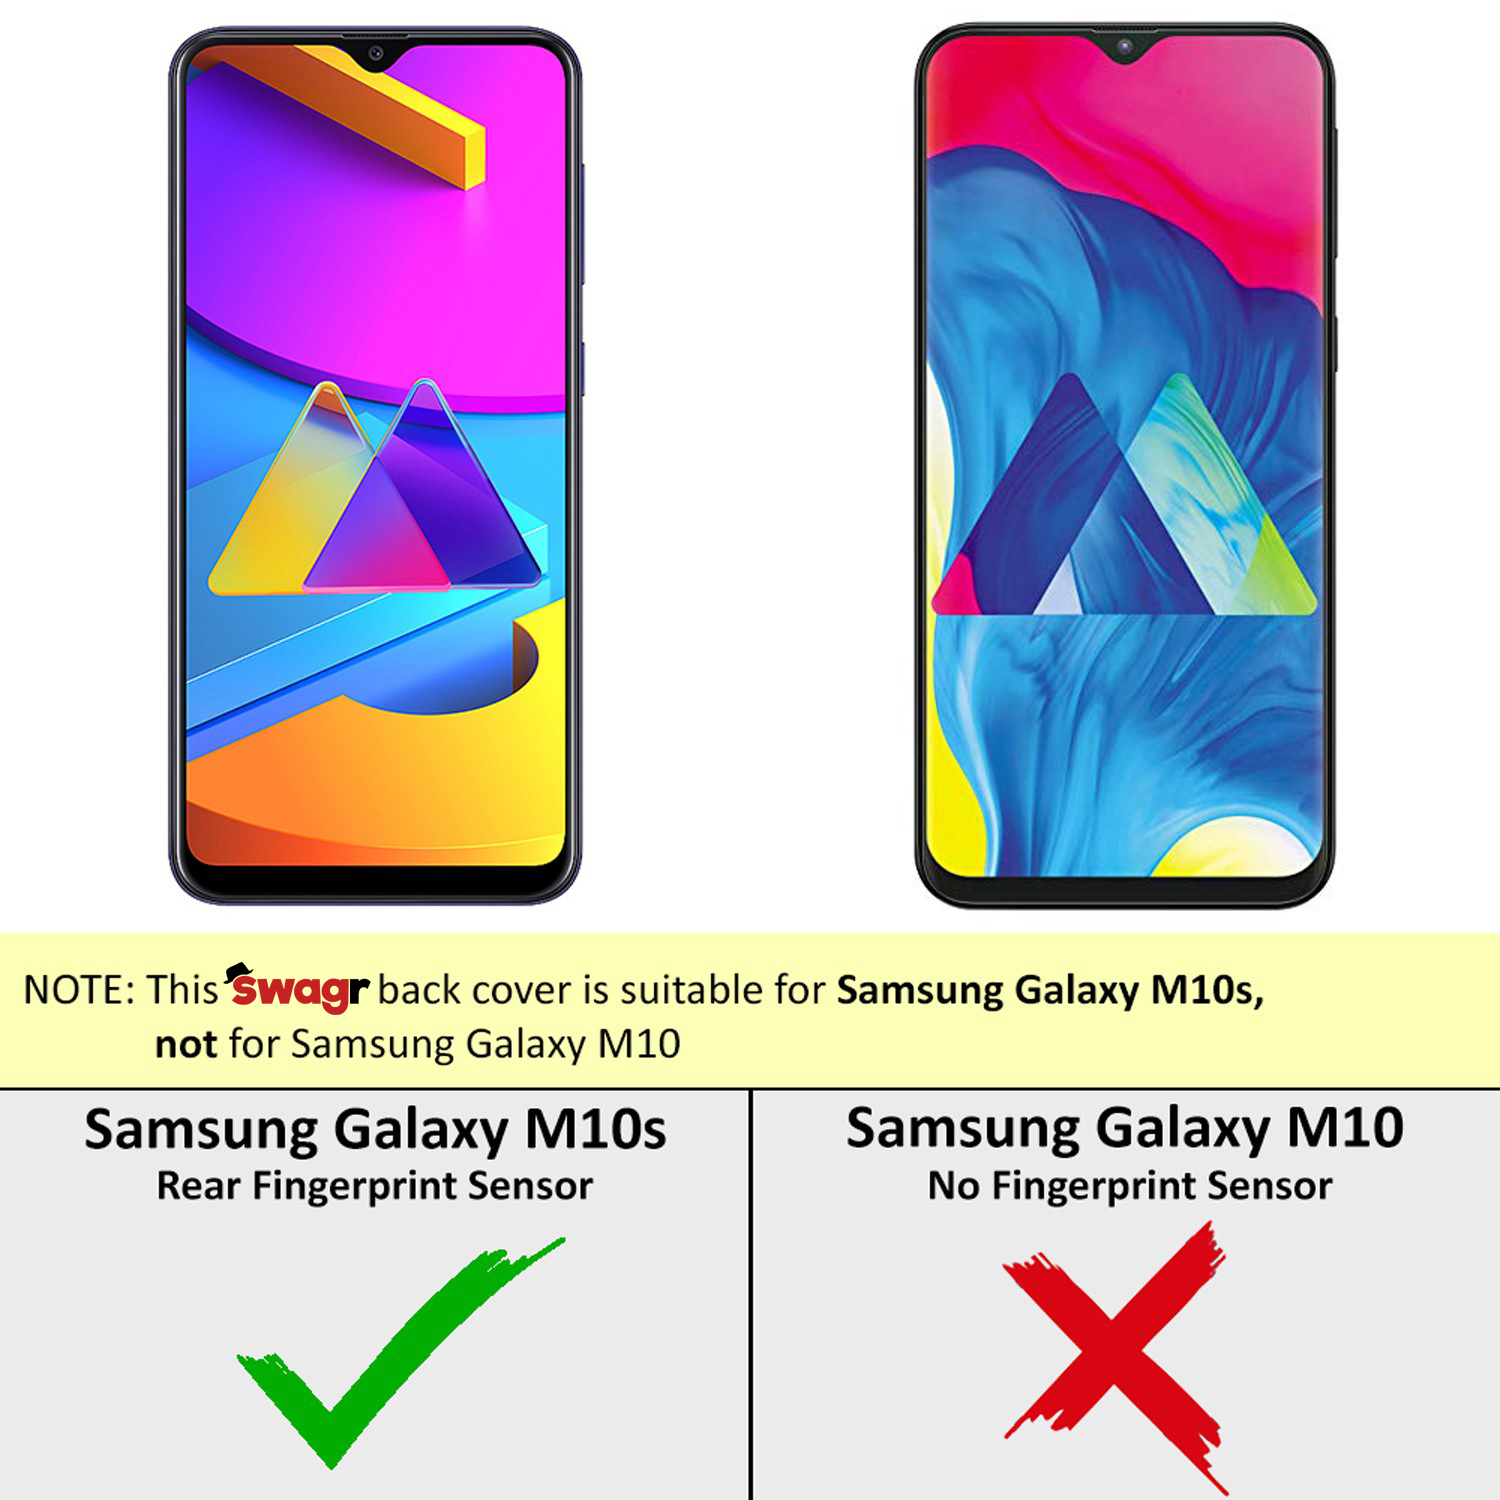 NOTE: This swagr back cover is suitable for Samsung Galaxy M10s,
not for Samsung Galaxy M10
Samsung Galaxy M10s
Rear Fingerprint Sensor
Samsung Galaxy M10
No Fingerprint Sensor